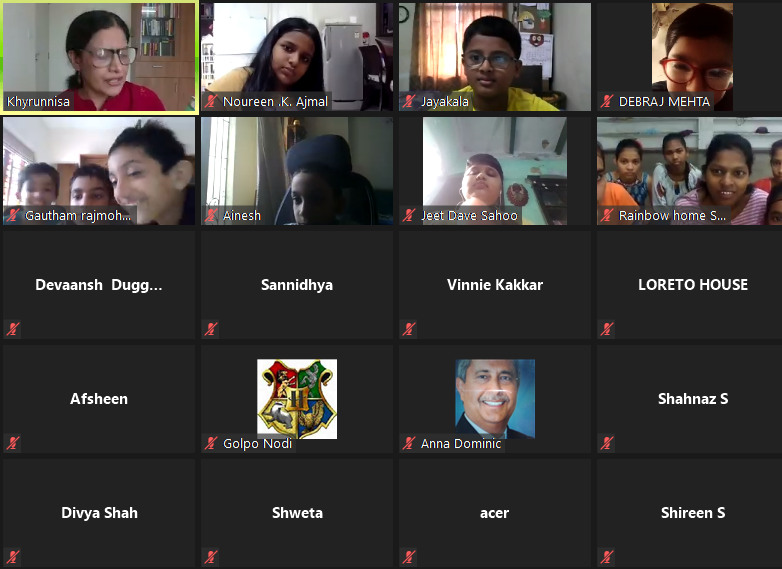 Khyrunnisa
Noureen .K. Ajmal
Jayakala
DEBRAJ MEHTA
Gautham rajmoh...
Ainesh
Jeet Dave Sahoo
Rainbow home S...
Devaansh Dugg...
Sannidhya
Vinnie Kakkar
LORETO HOUSE
Afsheen
Golpo Nodi
Anna Dominic
Shahnaz S
Divya Shah
Shweta
acer
Shireen S